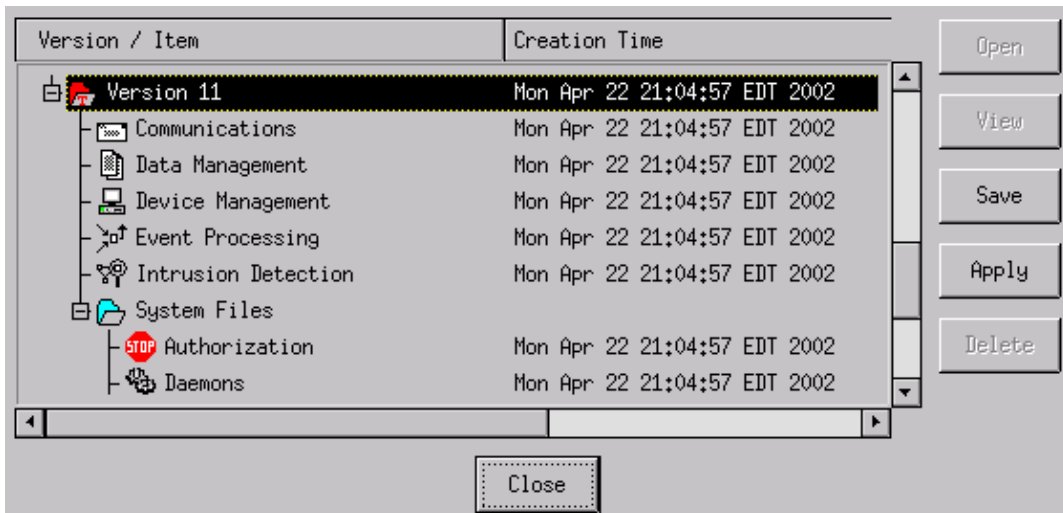 Version / Item Creation Time Open
Version 11 Mon Apr 22 21:04:57 EDT 2002
Communications Mon Apr 22 21:04:57 EDT 2002 View
Data Management Mon Apr 22 21:04:57 EDT 2002
Device Management Mon Apr 22 21:04:57 EDT 2002 Save
Event Processing Mon Apr 22 21:04:57 EDT 2002
Intrusion Detection Mon Apr 22 21:04:57 EDT 2002 Apply
System Files
STOP Authorization Mon Apr 22 21:04:57 EDT 2002 Delete
Daemons Mon Apr 22 21:04:57 EDT 2002
Close